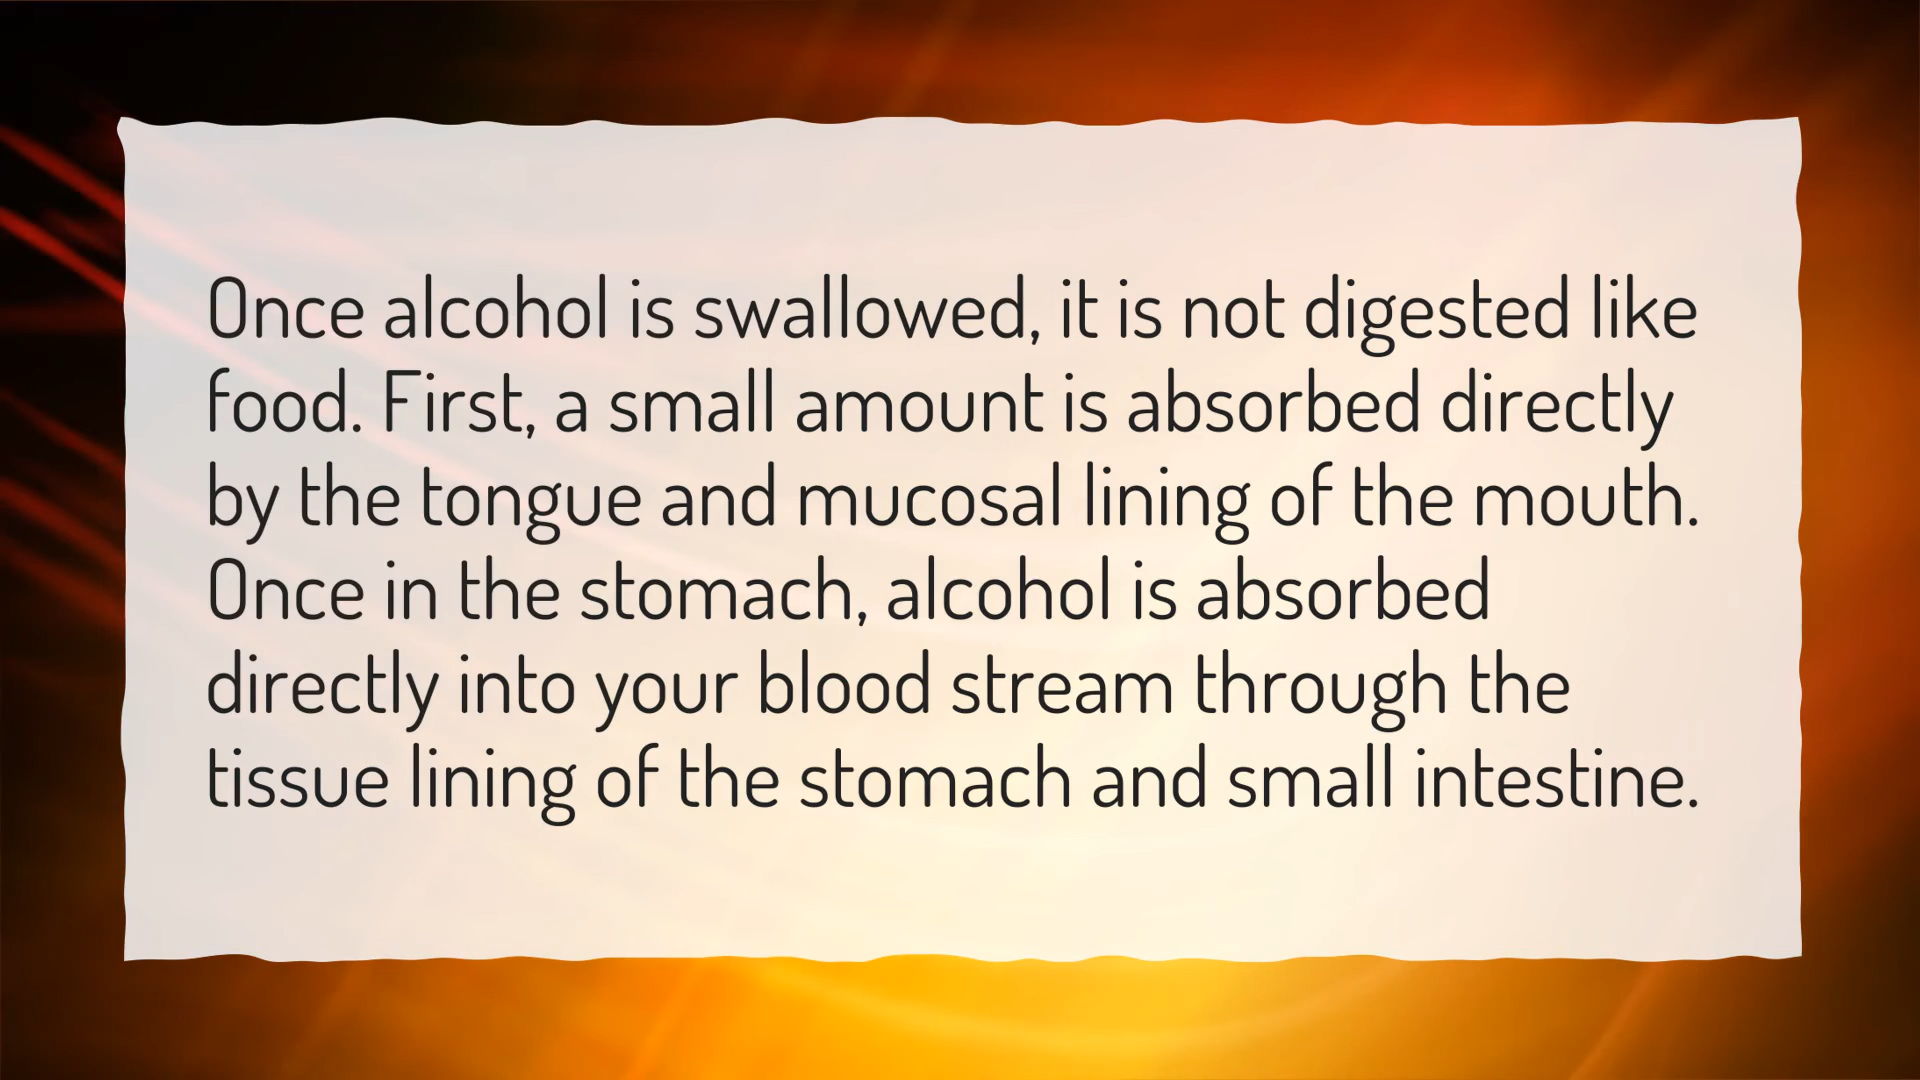 Once alcohol is swallowed, it is not digested like
food. First, a small amount is absorbed directly
by the tongue and mucosal lining of the mouth.
Once in the stomach, alcohol is absorbed
directly into your blood stream through the
tissue lining of the stomach and small intestine.